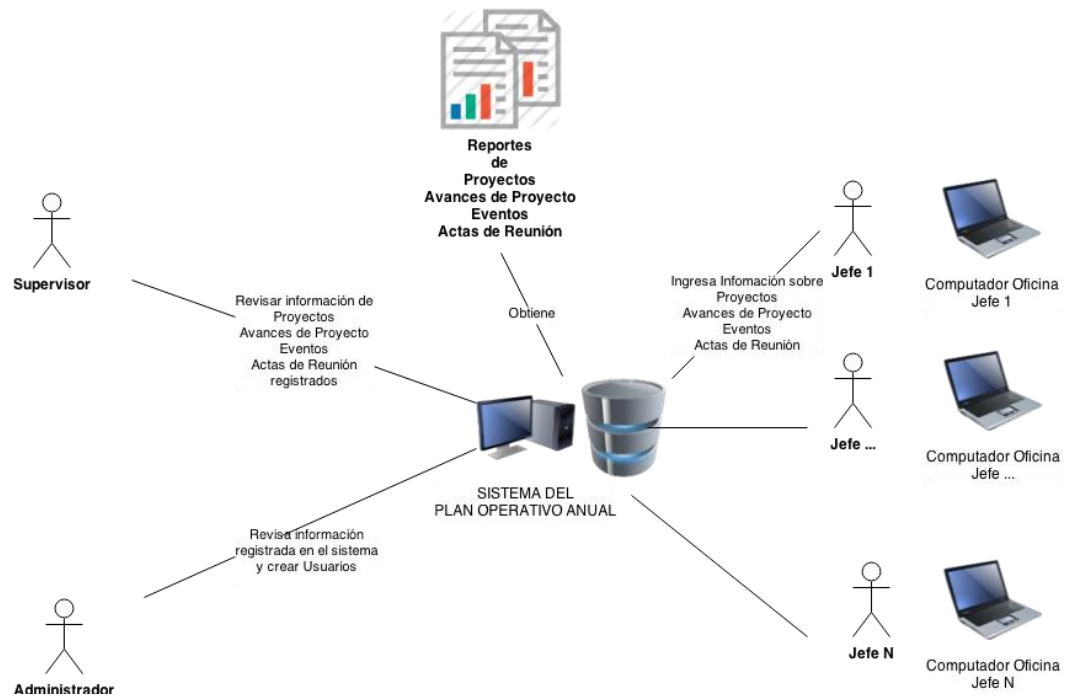 Reportes
de
Proyectos
Avances de Proyecto
Eventos
Actas de Reunión
Supervisor
Revisar información de
Proyectos
Avances de Proyecto
Eventos
Actas de Reunión
registrados
Obtiene
Ingresa Infomación sobre
Proyectos
Avances de Proyecto
Eventos
Actas de Reunión
Jefe 1
Computador Oficina
Jefe 1
Jefe ...
Computador Oficina
Jefe ...
SISTEMA DEL
PLAN OPERATIVO ANUAL
Revisa información
registrada en el sistema
y crear Usuarios
Administrador
Jefe N
Computador Oficina
Jefe N